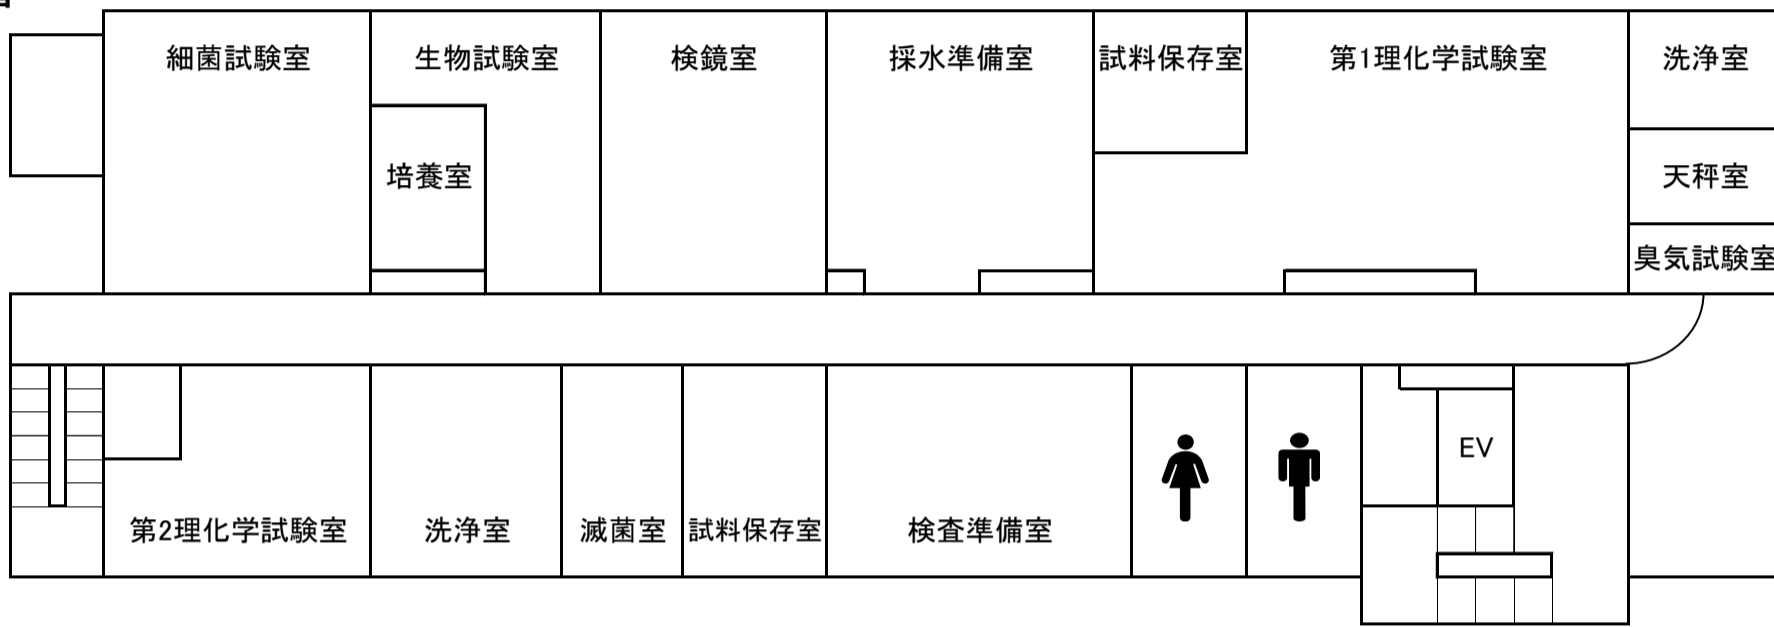 細菌試験室
生物試験室
検鏡室
採水準備室
試料保存室
第1理化学試験室
洗浄室
培養室
天秤室
臭気試験室
EV
第2理化学試験室
洗浄室
滅菌室
試料保存室
検査準備室